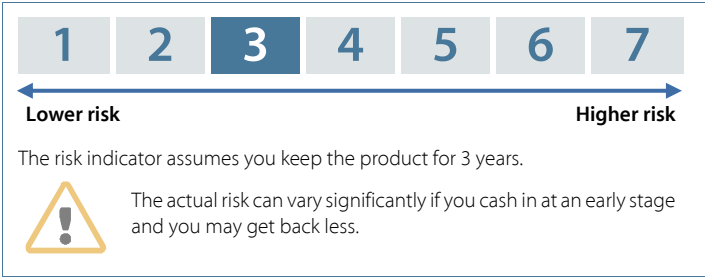 1 2 3 4 5 6 7
Lower risk Higher risk
The risk indicator assumes you keep the product for 3 years.
The actual risk can vary significantly if you cash in at an early stage
and you may get back less.